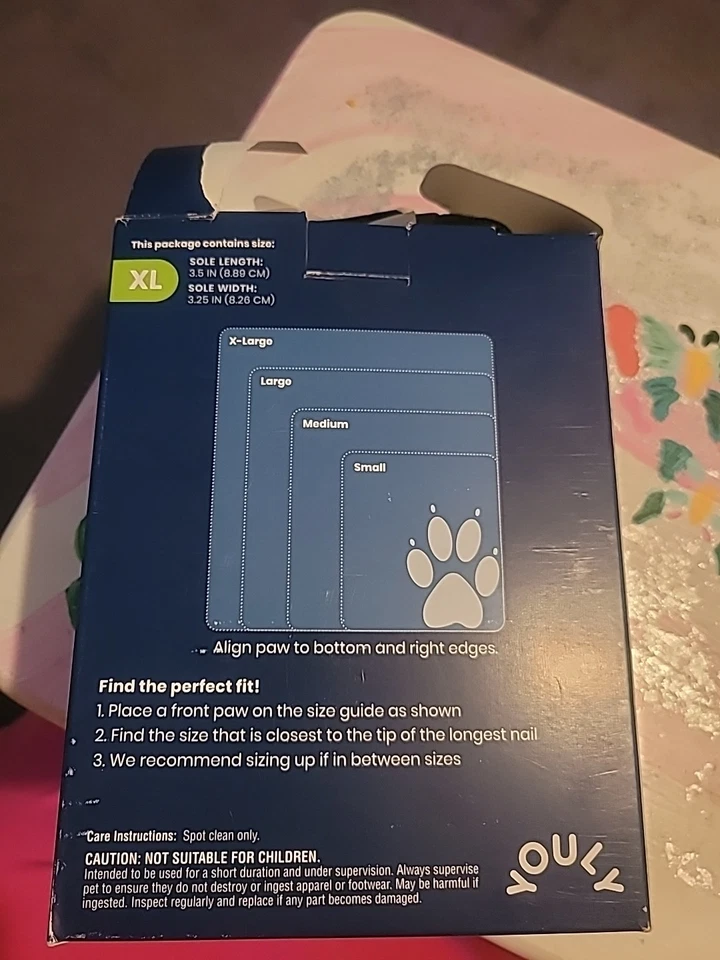 This package contains size:
XL
SOLE LENGTH:
3.5 IN (8.89 CM)
SOLE WIDTH:
3.25 IN (8.26 CM)
X-Large
Large
Medium
Small
Align paw to bottom and right edges.
Find the perfect fit!
1. Place a front paw on the size guide as shown
2. Find the size that is closest to the tip of the longest nail
3. We recommend sizing up if in between sizes
Care Instructions: Spot clean only.
CAUTION: NOT SUITABLE FOR CHILDREN.
Intended to be used for a short duration and under supervision. Always supervise
pet to ensure they do not destroy or ingest apparel or footwear. May be harmful if
ingested. Inspect regularly and replace if any part becomes damaged.
YOULY